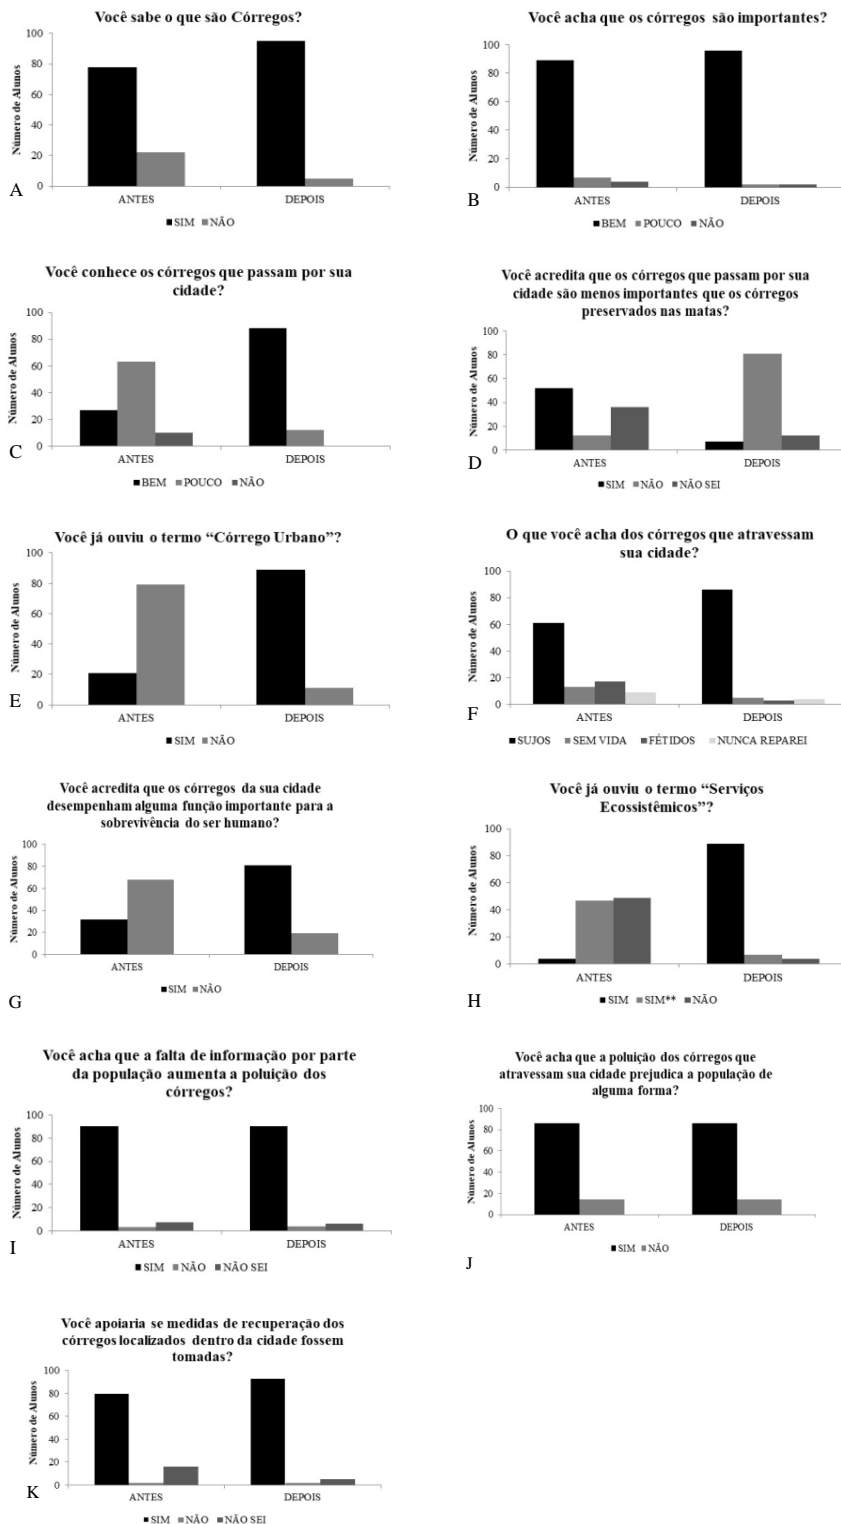 Você sabe o que são Córregos?
Número de Alunos
100
80
60
40
20
0
ANTES DEPOIS
SIM NÃO
A
Você acha que os córregos são importantes?
Número de Alunos
100
80
60
40
20
0
ANTES DEPOIS
BEM POUCO NÃO
B
Você conhece os córregos que passam por sua
cidade?
Número de Alunos
100
80
60
40
20
0
ANTES DEPOIS
BEM POUCO NÃO
C
Você acredita que os córregos que passam por sua
cidade são menos importantes que os córregos
preservados nas matas?
Número de Alunos
100
80
60
40
20
0
ANTES DEPOIS
SIM NÃO NÃO SEI
D
Você já ouviu o termo “Córrego Urbano”?
Número de Alunos
100
80
60
40
20
0
ANTES DEPOIS
SIM NÃO
E
O que você acha dos córregos que atravessam
sua cidade?
Número de Alunos
100
80
60
40
20
0
ANTES DEPOIS
SUJOS SEM VIDA FÉTIDOS NUNCA REPAREI
F
Você acredita que os córregos da sua cidade
desempenham alguma função importante para a
sobrevivência do ser humano?
Número de Alunos
100
80
60
40
20
0
ANTES DEPOIS
SIM NÃO
G
Você já ouviu o termo “Serviços
Ecossistêmicos”?
Número de Alunos
100
80
60
40
20
0
ANTES DEPOIS
SIM SIM** NÃO
H
Você acha que a falta de informação por parte
da população aumenta a poluição dos
córregos?
Número de Alunos
100
80
60
40
20
0
ANTES DEPOIS
SIM NÃO NÃO SEI
I
Você acha que a poluição dos córregos que
atravessam sua cidade prejudica a população de
alguma forma?
Número de Alunos
100
80
60
40
20
0
ANTES DEPOIS
SIM NÃO
J
Você apoiaria se medidas de recuperação dos
córregos localizados dentro da cidade fossem
tomadas?
Número de Alunos
100
80
60
40
20
0
ANTES DEPOIS
SIM NÃO NÃO SEI
K